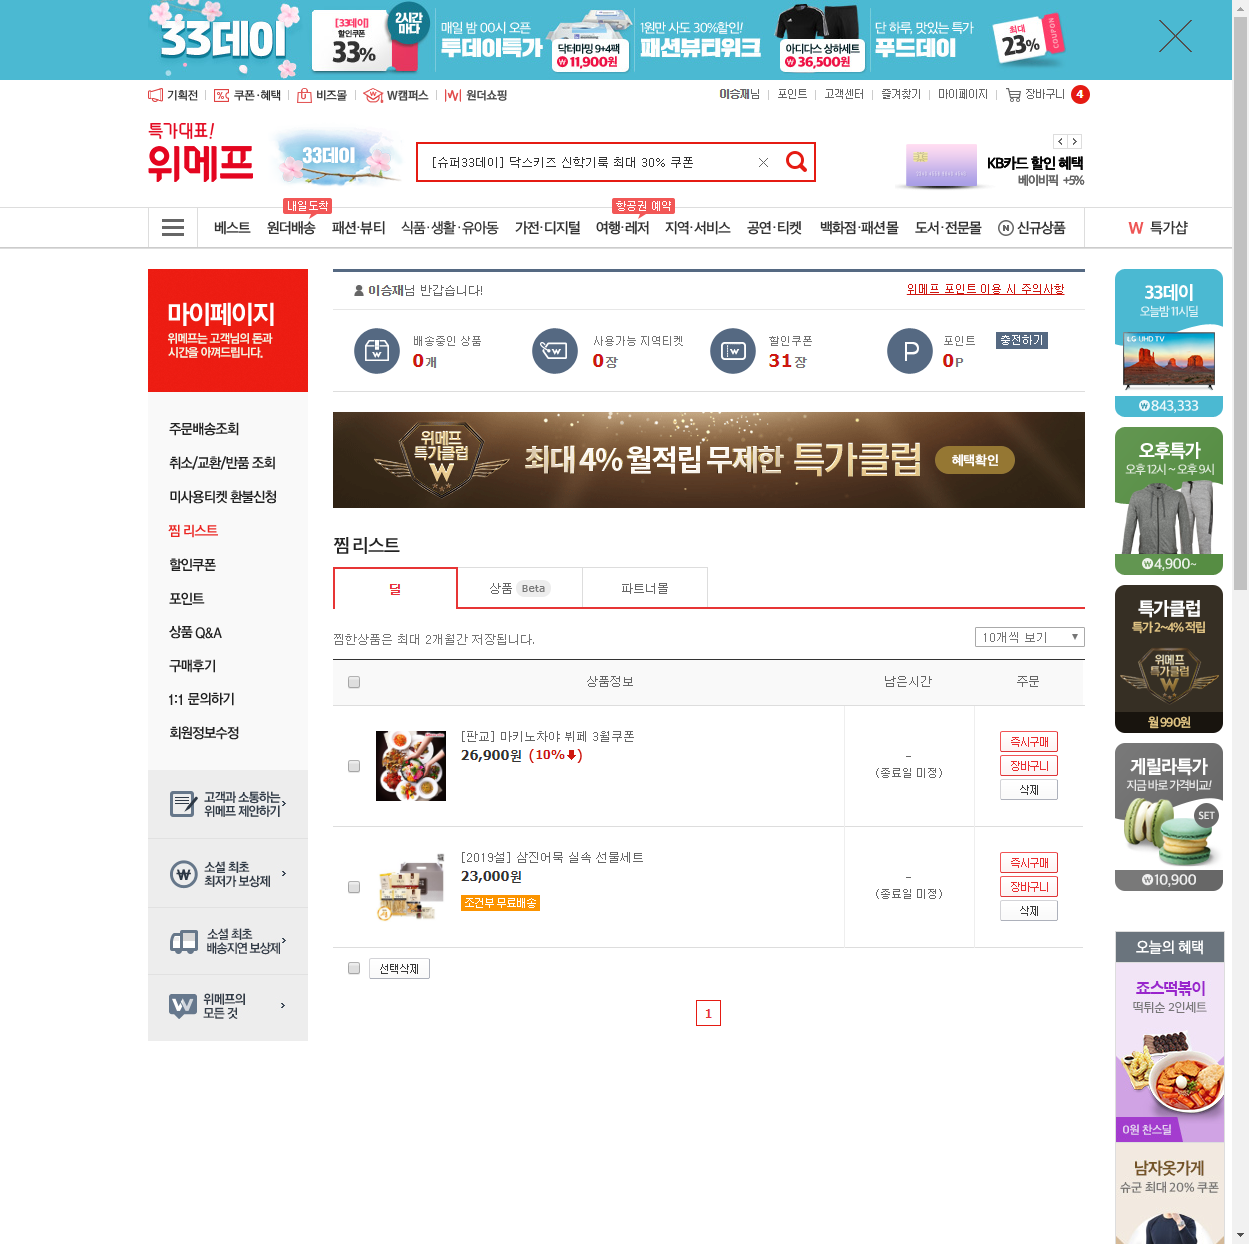 33데이
[33데이]
할인쿠폰
33%
2시간
마다
매일 밤 00시 오픈
투데이특가
닥터마밍 9+4팩
₩11,900원
1원만 사도 30%할인!
패션뷰티위크
아디다스 상하세트
₩36,500원
단 하루, 맛있는 특가
푸드데이
최대
23%
COUPON
기획전
쿠폰·혜택
비즈몰
W캠퍼스
원더쇼핑
이승재님
포인트
고객센터
즐겨찾기
마이페이지
장바구니 4
특가대표!
위메프
33데이
[슈퍼33데이] 닥스키즈 신학기룩 최대 30% 쿠폰
KB카드 할인 혜택
베이비픽 +5%
내일도착
항공권 예약
베스트
원더배송
패션·뷰티
식품·생활·유아동
가전·디지털
여행·레저
지역·서비스
공연·티켓
백화점·패션몰
도서·전문몰
N 신규상품
W 특가샵
마이페이지
위메프는 고객님의 돈과
시간을 아껴드립니다.
주문배송조회
취소/교환/반품 조회
미사용티켓 환불신청
찜 리스트
할인쿠폰
포인트
상품 Q&A
구매후기
1:1 문의하기
회원정보수정
고객과 소통하는
위메프 제안하기
소셜 최초
최저가 보상제
소셜 최초
배송지연 보상제
위메프의
모든 것
이승재님 반갑습니다!
위메프 포인트 이용 시 주의사항
배송중인 상품
0개
사용가능 지역티켓
0장
할인쿠폰
31장
포인트
0P
충전하기
위메프
특가클럽
W
최대 4% 월적립 무제한 특가클럽
혜택확인
찜 리스트
딜
상품 Beta
파트너몰
찜한상품은 최대 2개월간 저장됩니다.
10개씩 보기
상품정보
남은시간
주문
[판교] 마키노차야 뷔페 3월쿠폰
26,900원 (10%⬇)
-
(종료일 미정)
즉시구매
장바구니
삭제
[2019설] 삼진어묵 실속 선물세트
23,000원
조건부 무료배송
-
(종료일 미정)
즉시구매
장바구니
삭제
선택삭제
1
33데이
오늘밤 11시딜
LG UHD TV
₩843,333
오후특가
오후 12시 ~ 오후 9시
₩4,900~
특가클럽
특가 2~4% 적립
위메프
특가클럽
W
월 990원
게릴라특가
지금 바로 가격비교!
SET
₩10,900
오늘의 혜택
죠스떡볶이
떡튀순 2인세트
0원 찬스딜
남자옷가게
슈군 최대 20% 쿠폰